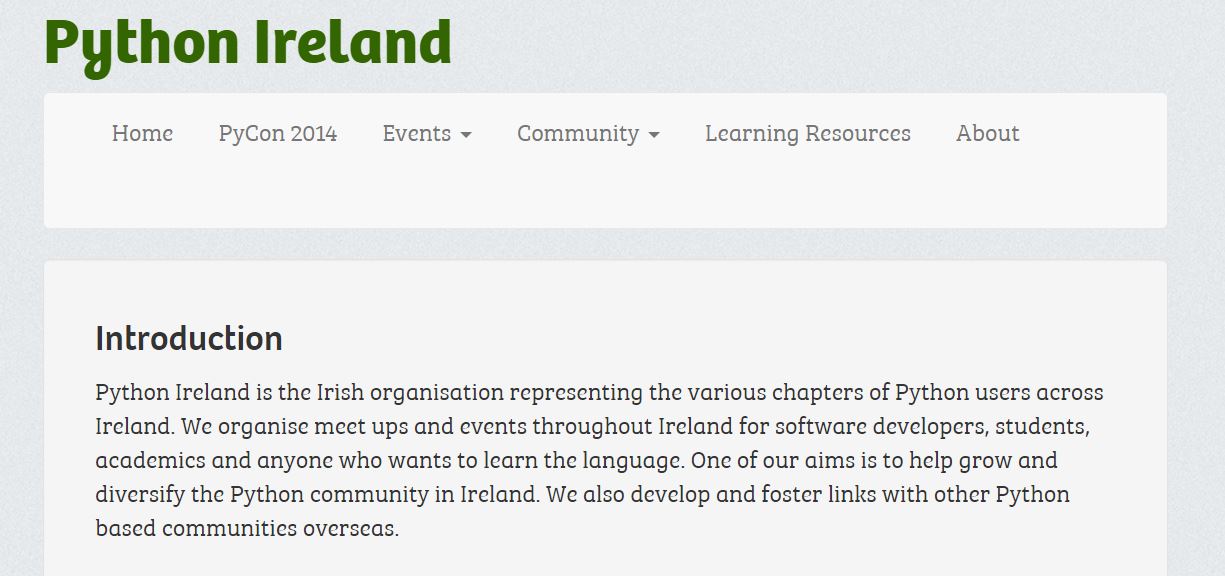 Python Ireland
Home PyCon 2014 Events Community Learning Resources About
Introduction
Python Ireland is the Irish organisation representing the various chapters of Python users across
Ireland. We organise meet ups and events throughout Ireland for software developers, students,
academics and anyone who wants to learn the language. One of our aims is to help grow and
diversify the Python community in Ireland. We also develop and foster links with other Python
based communities overseas.